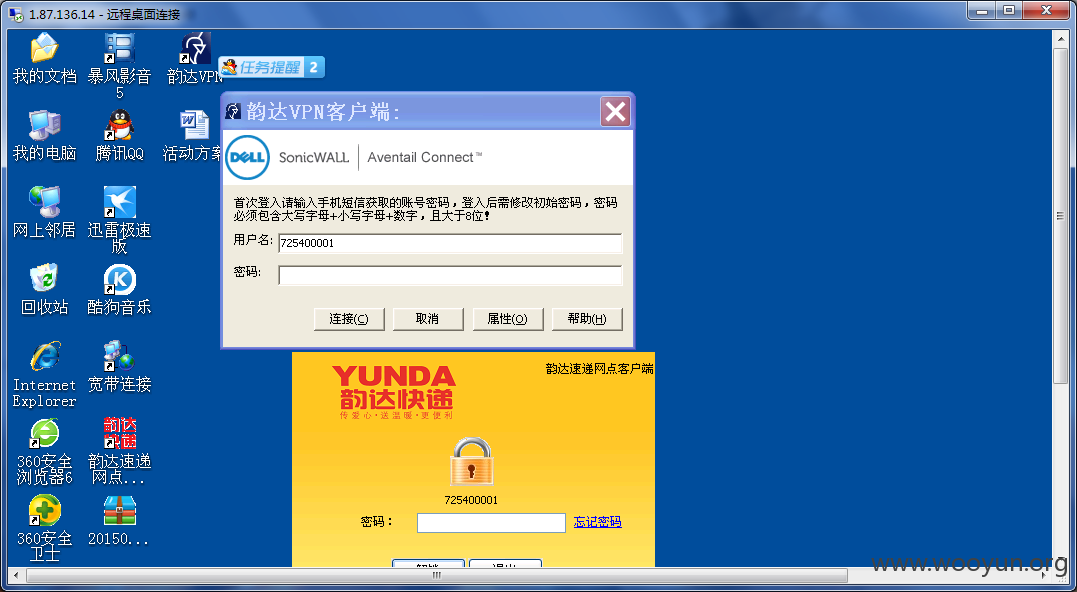 1.87.136.14 - 远程桌面连接
我的文档
暴风影音
5
韵达VPN
任务提醒 2
我的电脑
腾讯QQ
活动方案
网上邻居
迅雷极速
版
回收站
酷狗音乐
Internet
Explorer
宽带连接
360安全
浏览器6
韵达快递
韵达速递
网点...
360安全
卫士
20150...
韵达VPN客户端:
DELL
SonicWALL
Aventail Connect™
首次登入请输入手机短信获取的账号密码，登入后需修改初始密码，密码
必须包含大写字母+小写字母+数字，且大于8位!
用户名: 725400001
密码:
连接(C)
取消
属性(O)
帮助(H)
韵达速递网点客户端
YUNDA
韵达快递
传爱心·送温暖·更便利
725400001
密码：
忘记密码
www.wooyun.org